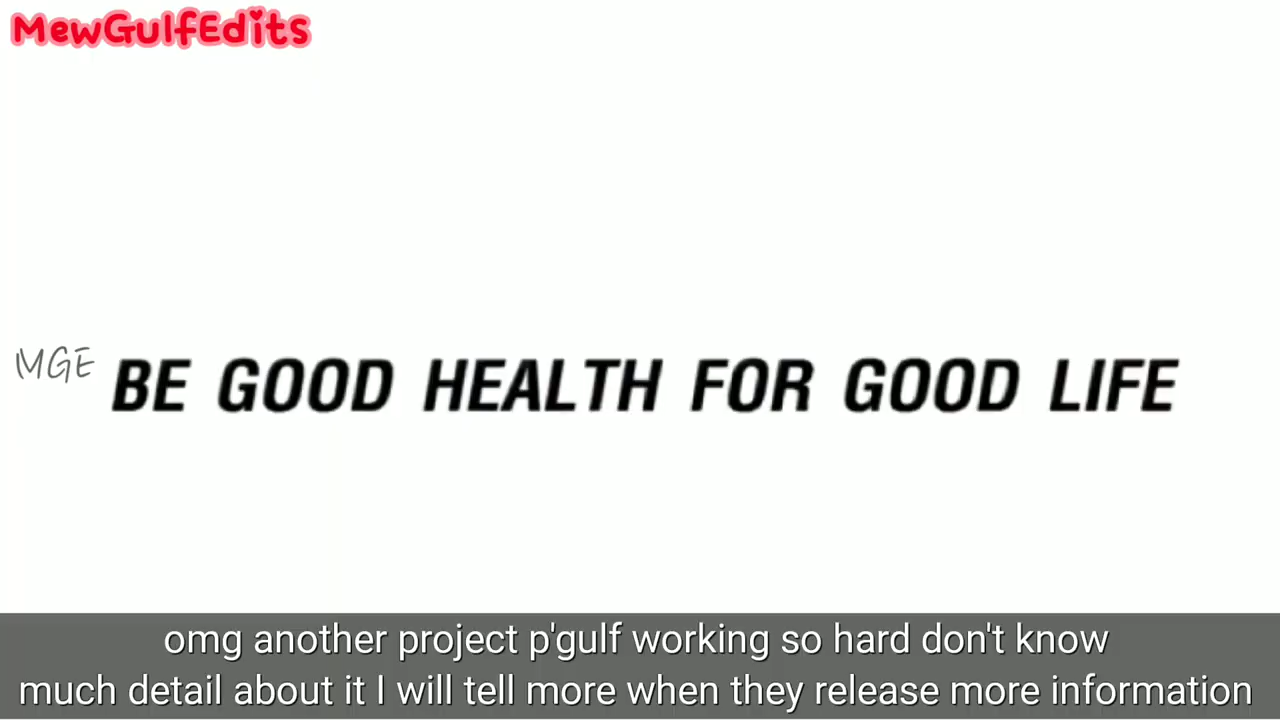 MewGulfEdits
MGE
BE GOOD HEALTH FOR GOOD LIFE
omg another project p'gulf working so hard don't know
much detail about it I will tell more when they release more information